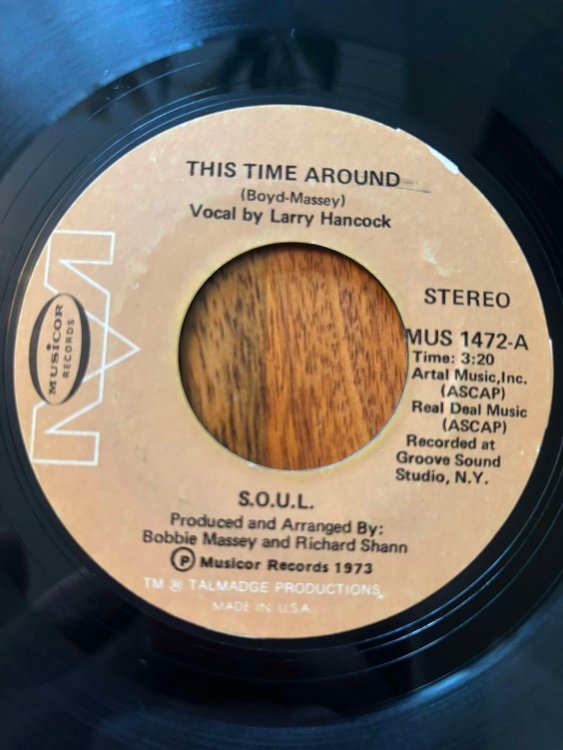 THIS TIME AROUND
(Boyd-Massey)
Vocal by Larry Hancock
MUSICOR
RECORDS
STEREO
MUS 1472-A
Time: 3:20
Artal Music,Inc.
(ASCAP)
Real Deal Music
(ASCAP)
Recorded at
Groove Sound
Studio, N.Y.
S.O.U.L.
Produced and Arranged By:
Bobbie Massey and Richard Shann
Ⓟ Musicor Records 1973
TM ® TALMADGE PRODUCTIONS
MADE IN U.S.A.